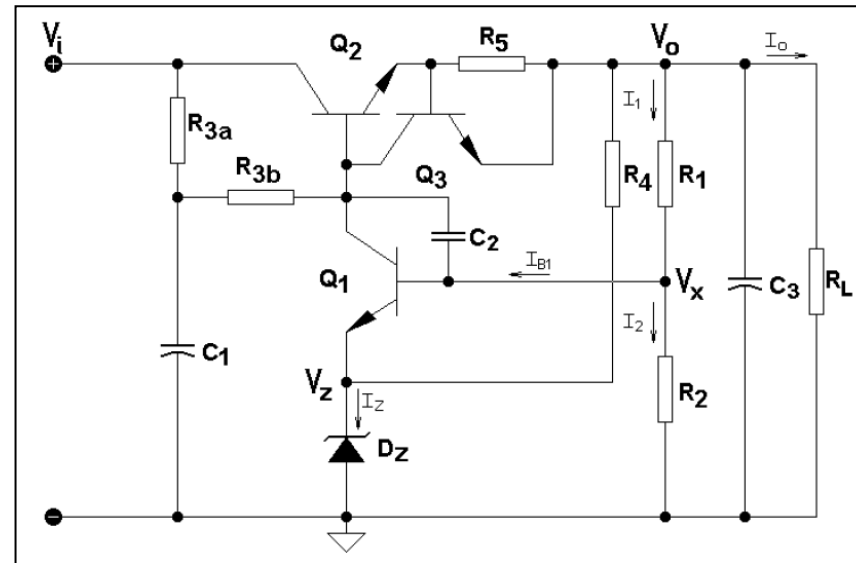 Vi
Q2
R5
Vo
Io
I1
R3a
R3b
Q3
R4
R1
C2
IB1
Q1
Vx
C3
RL
I2
C1
Vz
IZ
R2
DZ